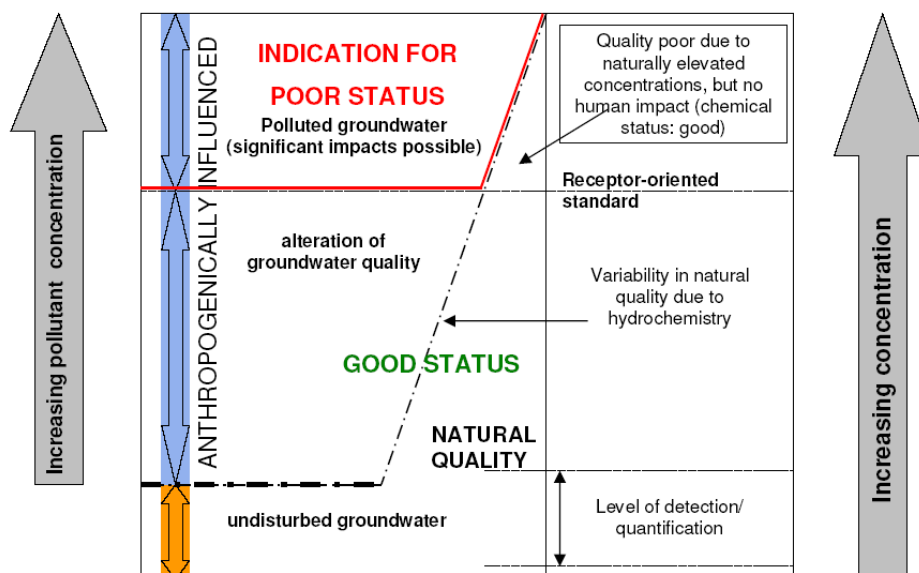 Increasing pollutant concentration
ANTHROPOGENICALLY INFLUENCED
INDICATION FOR
POOR STATUS
Polluted groundwater
(significant impacts possible)
Quality poor due to
naturally elevated
concentrations, but no
human impact (chemical
status: good)
Receptor-oriented
standard
alteration of
groundwater quality
Variability in natural
quality due to
hydrochemistry
GOOD STATUS
NATURAL
QUALITY
undisturbed groundwater
Level of detection/
quantification
Increasing concentration